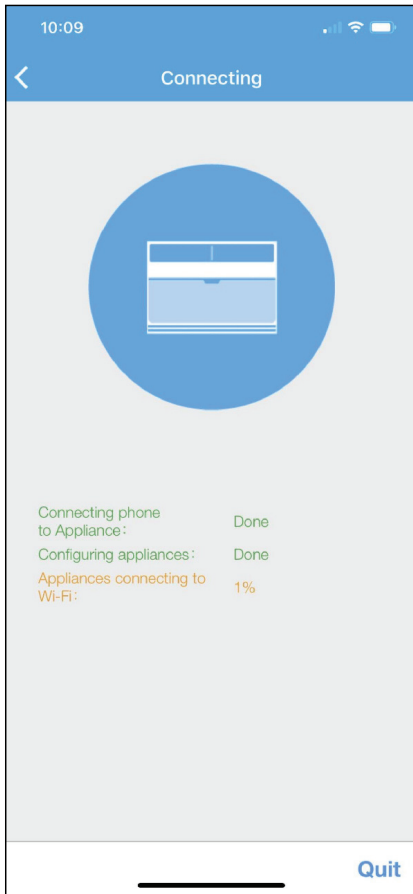 10:09
Connecting
Connecting phone
to Appliance:
Done
Configuring appliances:
Done
Appliances connecting to
Wi-Fi:
1%
Quit